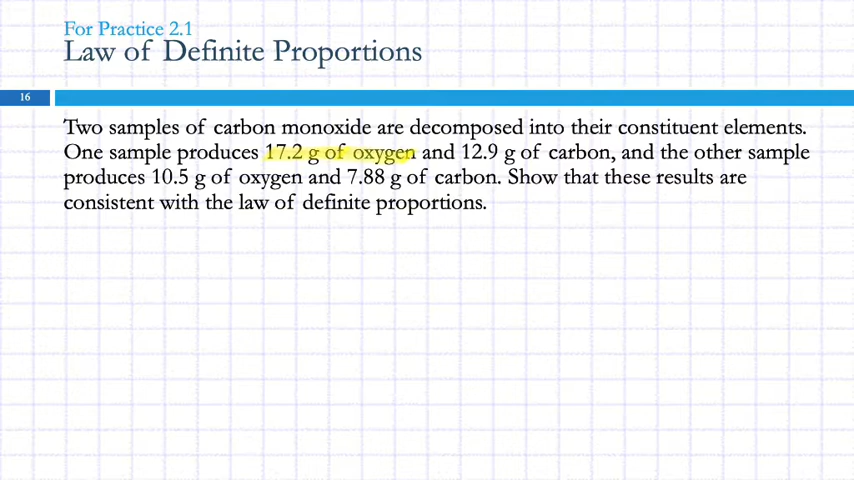 For Practice 2.1
Law of Definite Proportions
16
Two samples of carbon monoxide are decomposed into their constituent elements.
One sample produces 17.2 g of oxygen and 12.9 g of carbon, and the other sample
produces 10.5 g of oxygen and 7.88 g of carbon. Show that these results are
consistent with the law of definite proportions.